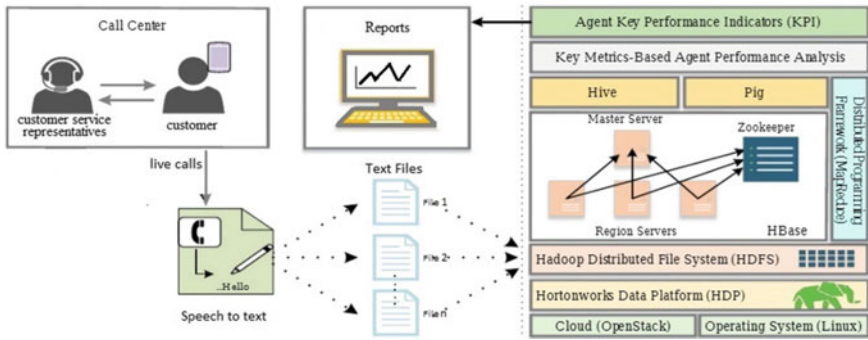 Call Center
customer service
representatives
customer
live calls
...Hello
Speech to text
Reports
Text Files
File 1
File 2
File n
Agent Key Performance Indicators (KPI)
Key Metrics-Based Agent Performance Analysis
Hive
Pig
Distributed Programming
Framework (MapReduce)
Master Server
Zookeeper
Region Servers
HBase
Hadoop Distributed File System (HDFS)
Hortonworks Data Platform (HDP)
Cloud (OpenStack)
Operating System (Linux)